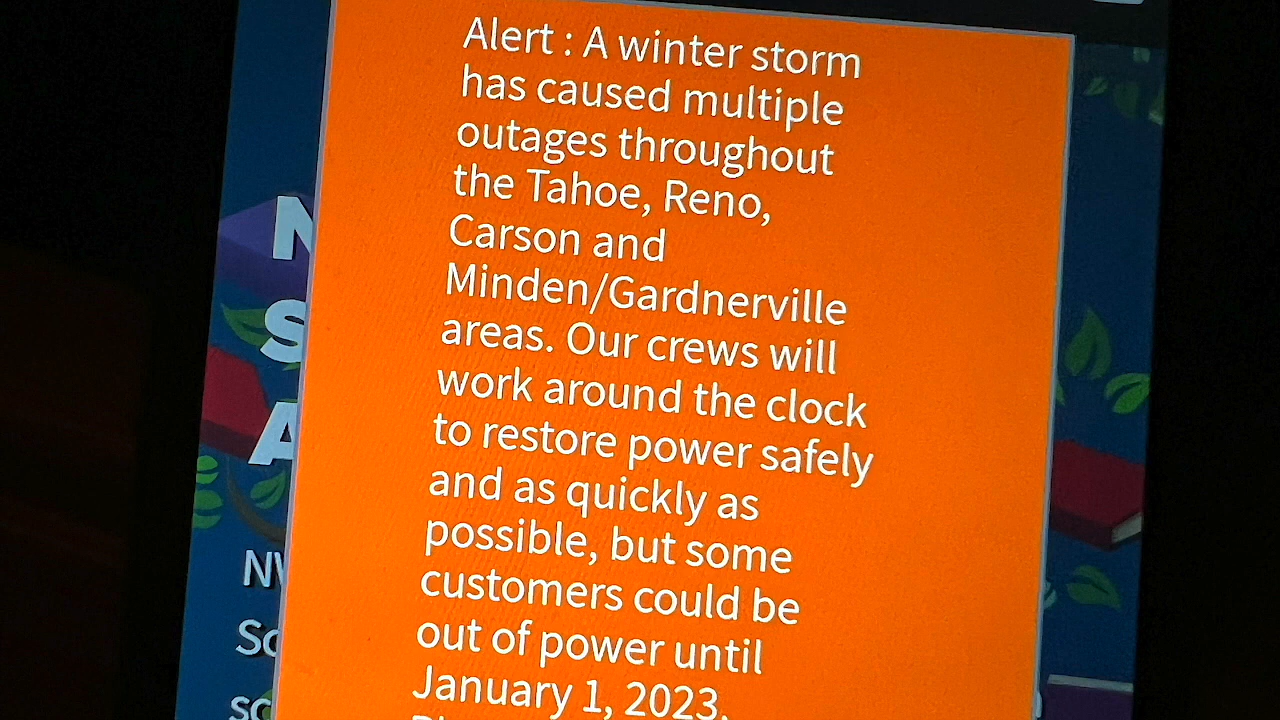 Alert : A winter storm
has caused multiple
outages throughout
the Tahoe, Reno,
Carson and
Minden/Gardnerville
areas. Our crews will
work around the clock
to restore power safely
and as quickly as
possible, but some
customers could be
out of power until
January 1, 2023.